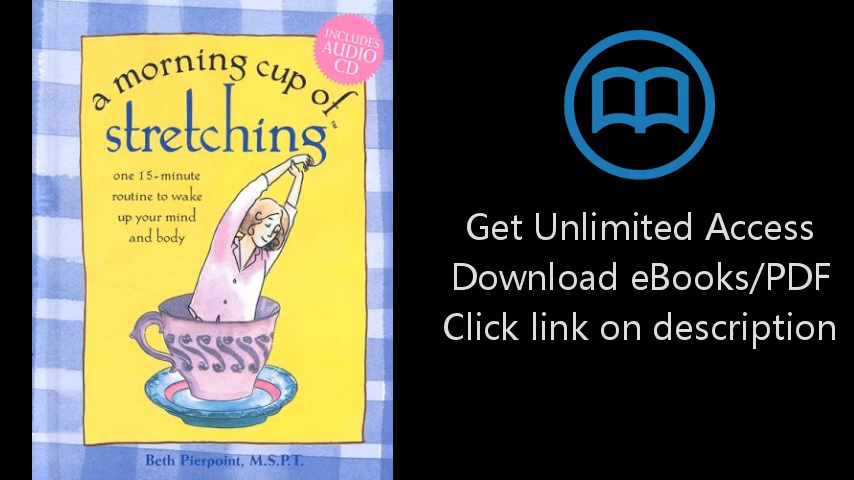 INCLUDES
AUDIO
CD
a morning cup of™
stretching
one 15-minute
routine to wake
up your mind
and body
Beth Pierpoint, M.S.P.T.
Get Unlimited Access
Download eBooks/PDF
Click link on description